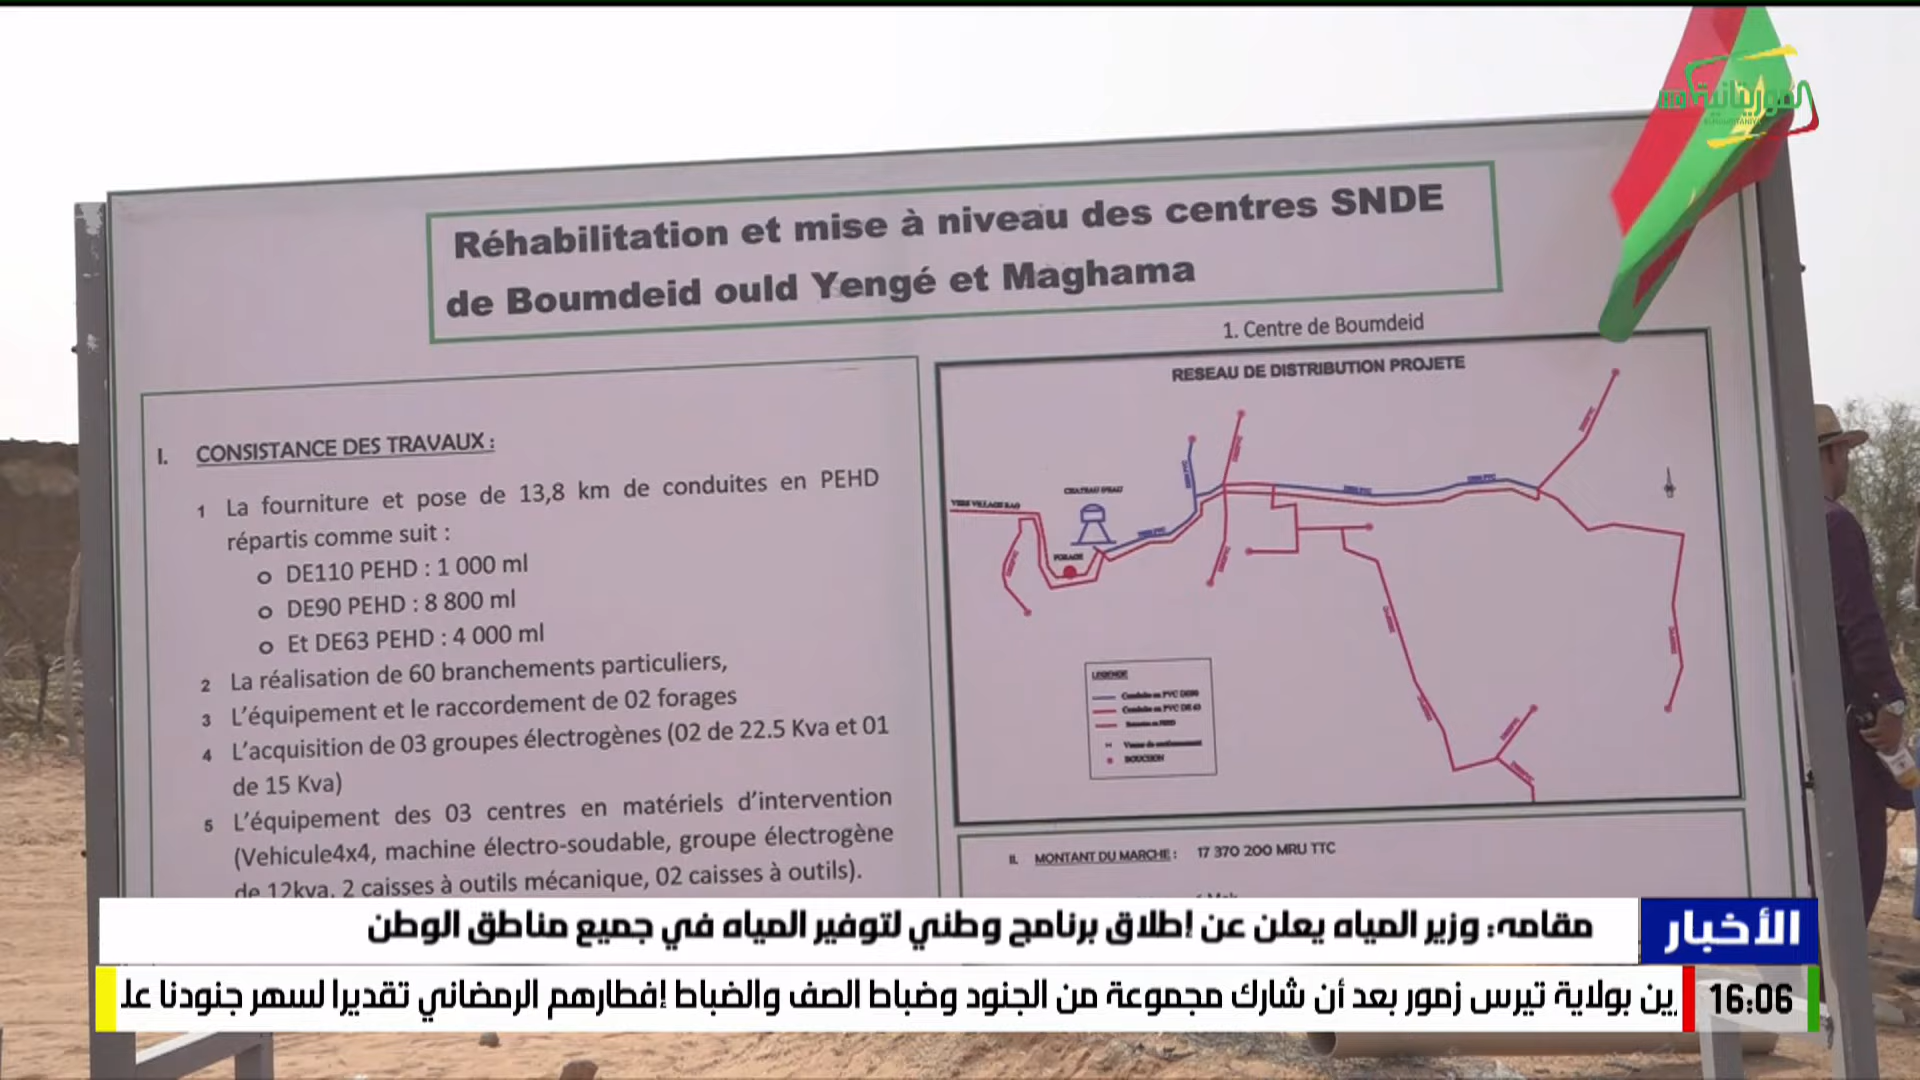 HD
الموريتانية
Réhabilitation et mise à niveau des centres SNDE
de Boumdeid ould Yengé et Maghama
I. CONSISTANCE DES TRAVAUX :
1 La fourniture et pose de 13,8 km de conduites en PEHD
répartis comme suit :
o DE110 PEHD : 1 000 ml
o DE90 PEHD : 8 800 ml
o Et DE63 PEHD : 4 000 ml
2 La réalisation de 60 branchements particuliers,
3 L'équipement et le raccordement de 02 forages
4 L'acquisition de 03 groupes électrogènes (02 de 22.5 Kva et 01
de 15 Kva)
5 L'équipement des 03 centres en matériels d'intervention
(Vehicule4x4, machine électro-soudable, groupe électrogène
de 12kva, 2 caisses à outils mécanique, 02 caisses à outils).
1. Centre de Boumdeid
RESEAU DE DISTRIBUTION PROJETE
CHATEAU D'EAU
FORAGE
LEGENDE
BOUCHON
II. MONTANT DU MARCHE : 17 370 200 MRU TTC
الأخبار
مقامه: وزير المياه يعلن عن إطلاق برنامج وطني لتوفير المياه في جميع مناطق الوطن
16:06
ين بولاية تيرس زمور بعد أن شارك مجموعة من الجنود وضباط الصف والضباط إفطارهم الرمضاني تقديرا لسهر جنودنا عل